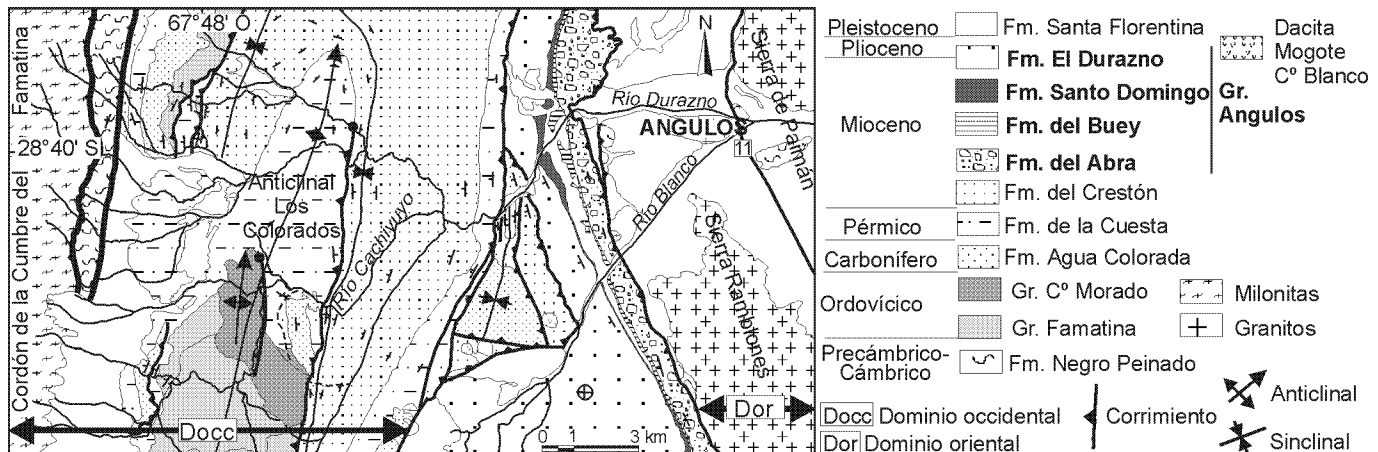 67°48' O
N
Cordón de la Cumbre del Famatina
28°40' S
Anticlinal
Los
Colorados
Río Cachiyuyo
Río Durazno
ANGULOS
11
Río Blanco
Sierra de Paimán
Sierra Ramblones
Docc
Dor
0 1 3 km
Pleistoceno
Fm. Santa Florentina
Plioceno
Fm. El Durazno
Mioceno
Fm. Santo Domingo
Fm. del Buey
Fm. del Abra
Gr.
Angulos
Dacita
Mogote
Cº Blanco
Fm. del Crestón
Pérmico
Fm. de la Cuesta
Carbonífero
Fm. Agua Colorada
Ordovícico
Gr. Cº Morado
Gr. Famatina
Milonitas
Granitos
Precámbrico-
Cámbrico
Fm. Negro Peinado
Docc Dominio occidental
Dor Dominio oriental
Corrimiento
Anticlinal
Sinclinal